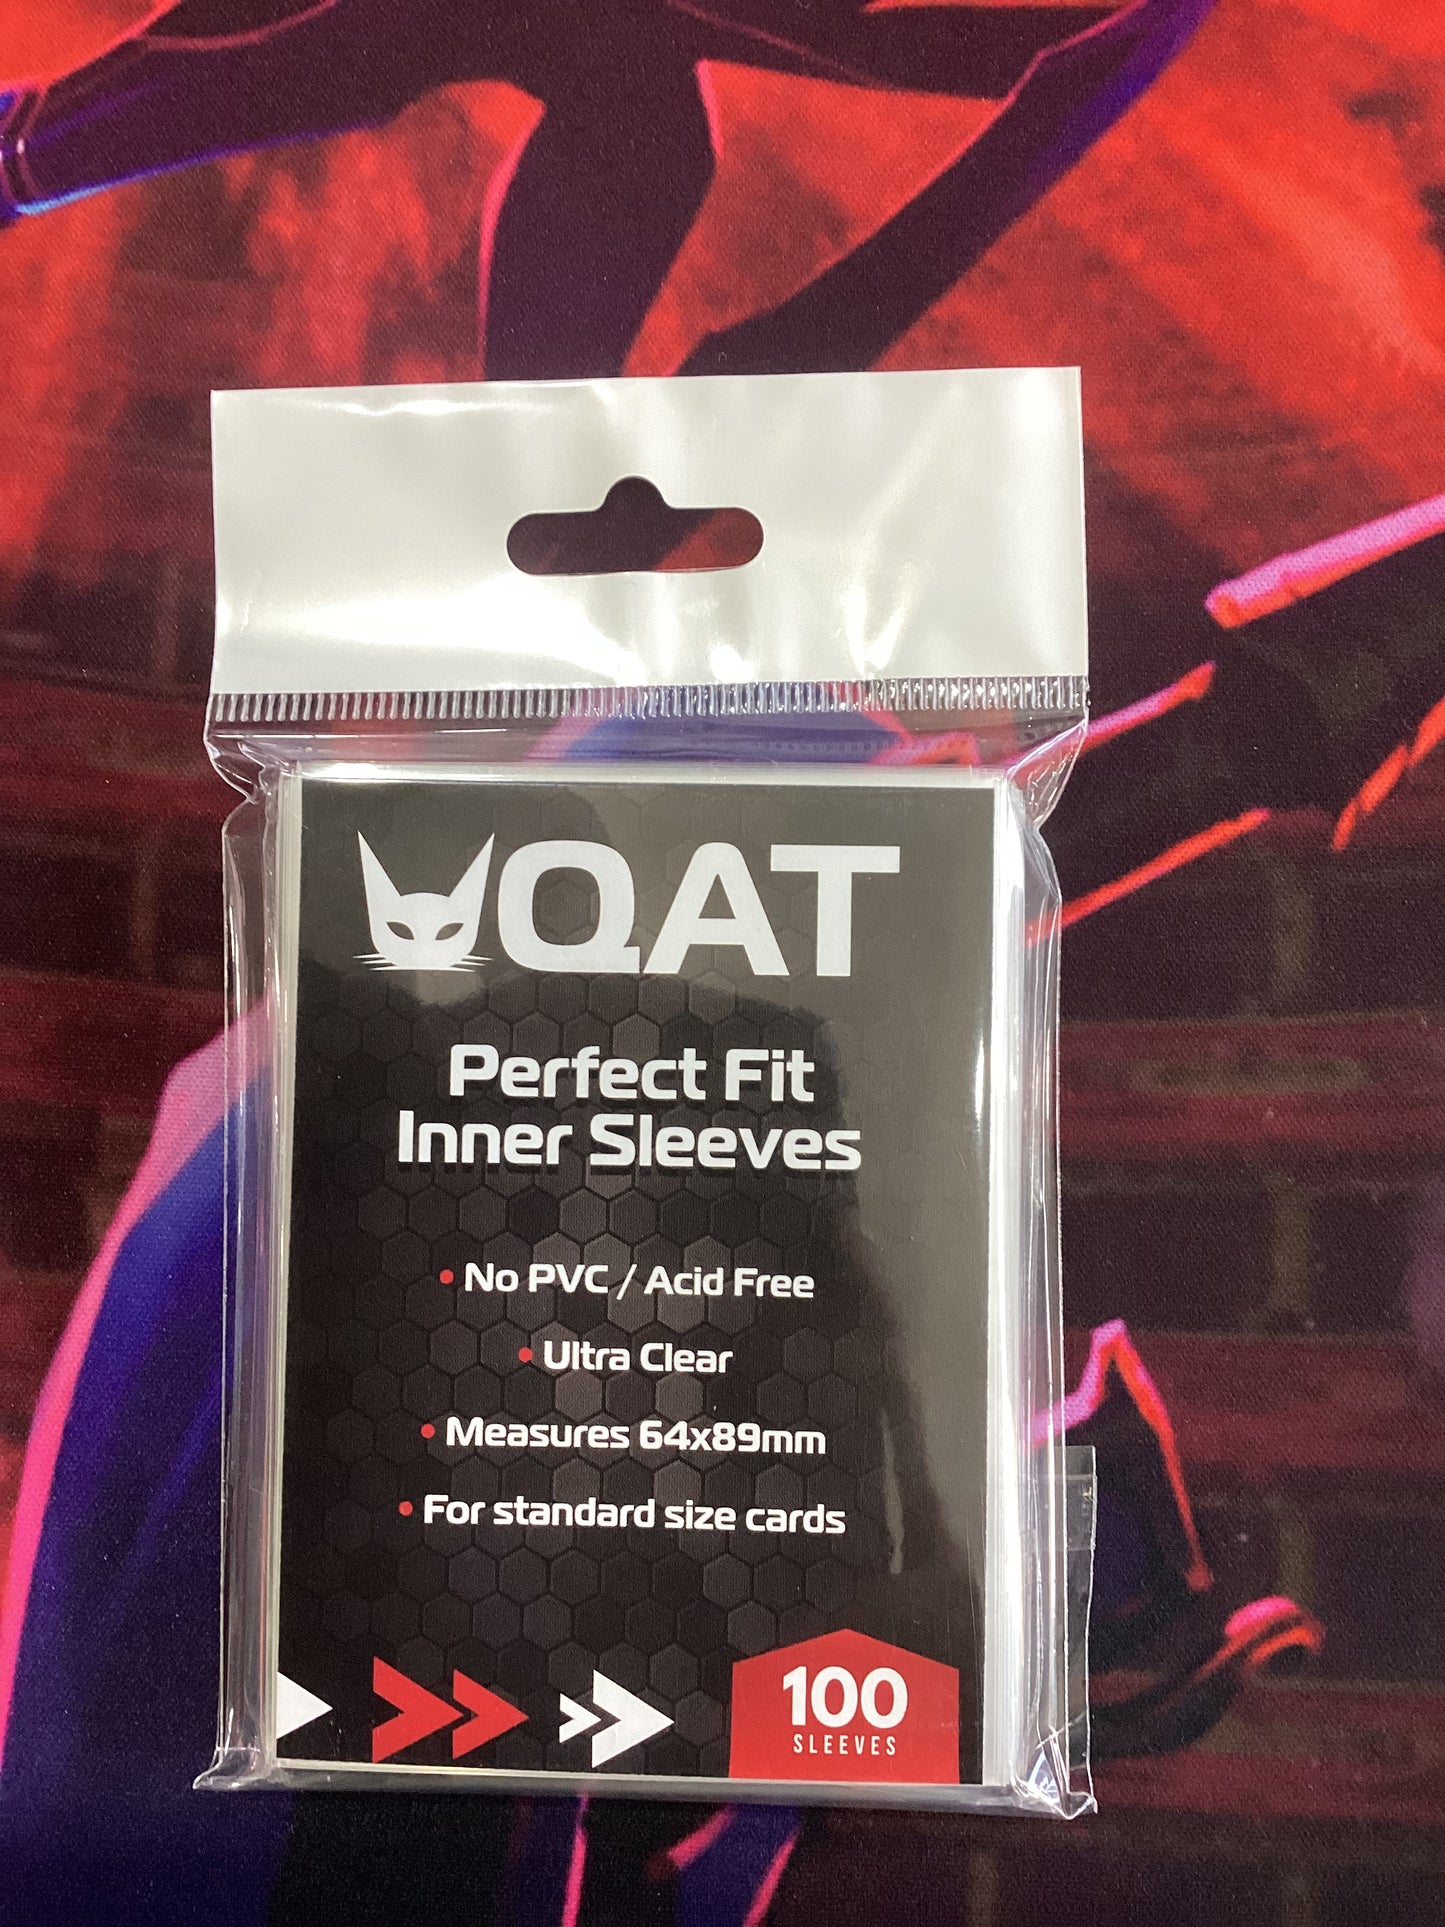 QAT
Perfect Fit
Inner Sleeves
• No PVC / Acid Free
• Ultra Clear
• Measures 64x89mm
• For standard size cards
100
SLEEVES